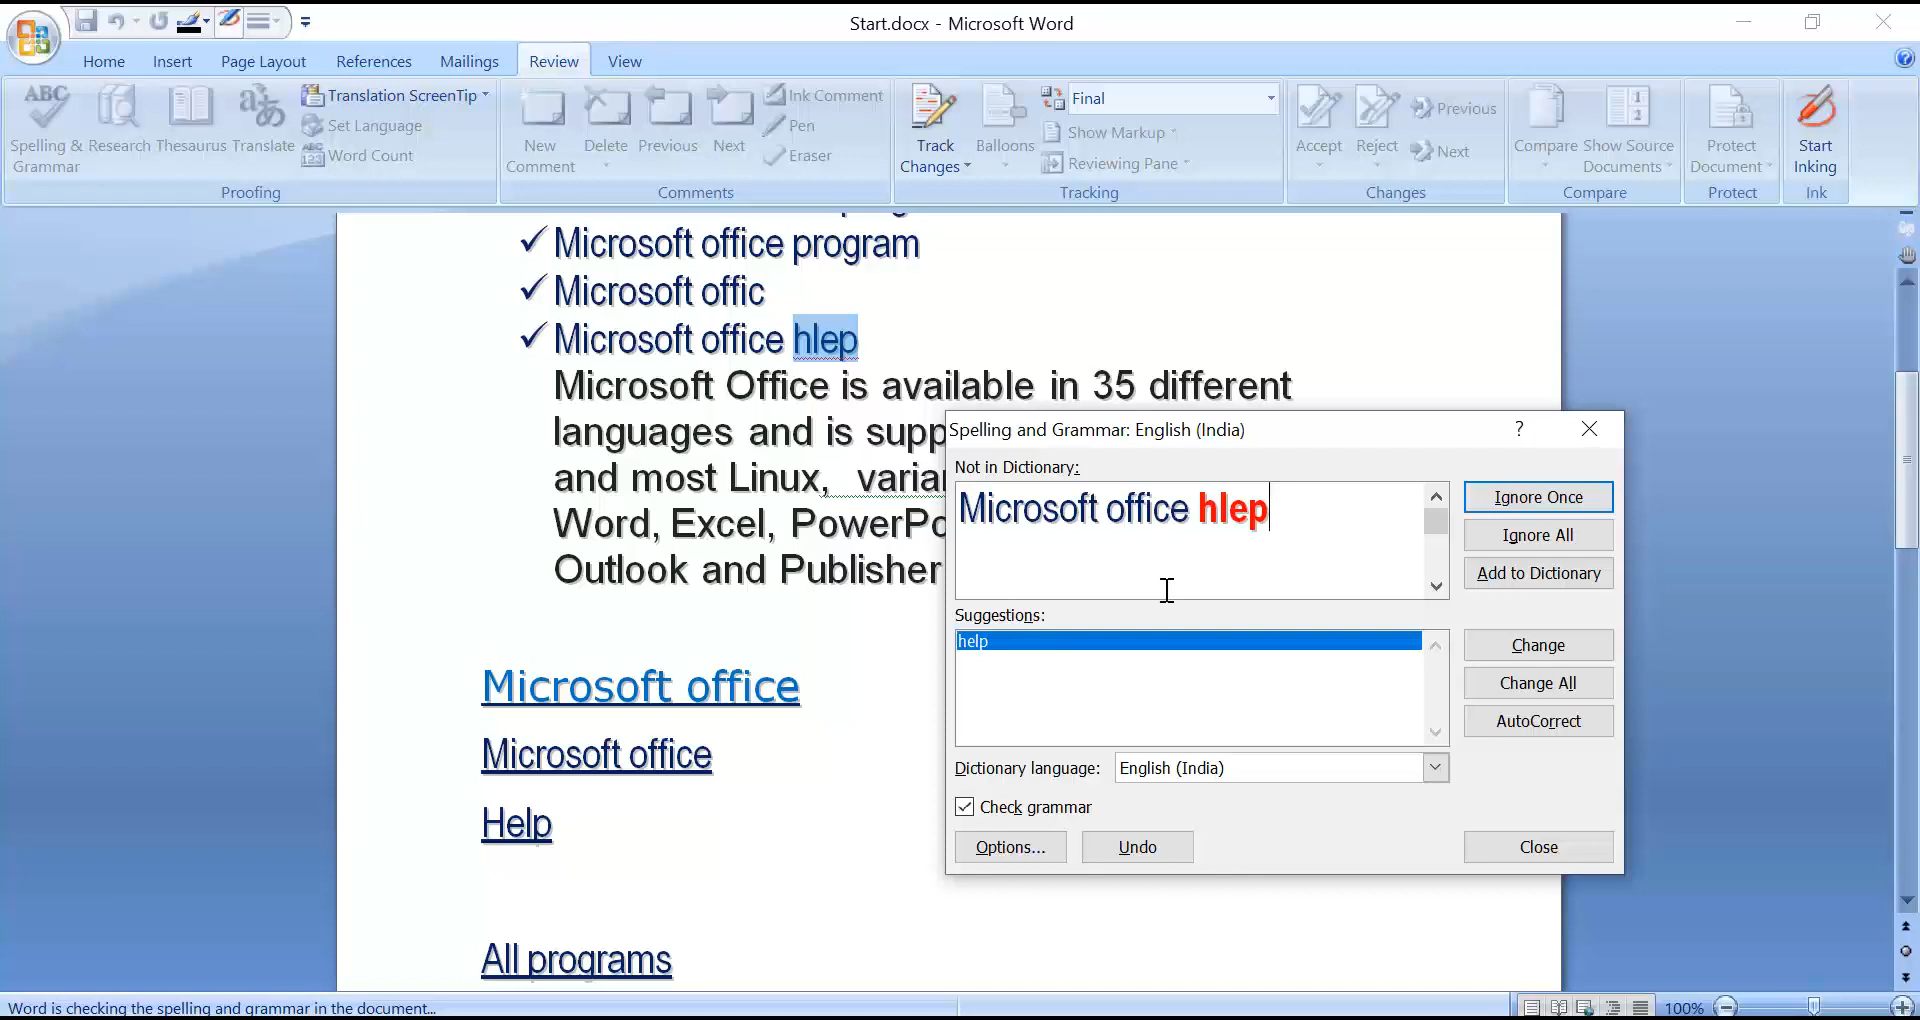 Start.docx - Microsoft Word
Home Insert Page Layout References Mailings Review View
ABC Spelling & Grammar
Research
Thesaurus
Translate
Translation ScreenTip
Set Language
ABC 123 Word Count
Proofing
New Comment
Delete
Previous
Next
Ink Comment
Pen
Eraser
Comments
Track Changes
Balloons
Final
Show Markup
Reviewing Pane
Tracking
Accept
Reject
Previous
Next
Changes
Compare
Show Source Documents
Compare
Protect Document
Protect
Start Inking
Ink
Microsoft office program
Microsoft offic
Microsoft office hlep
Microsoft Office is available in 35 different
languages and is supp
and most Linux, varia
Word, Excel, PowerPo
Outlook and Publisher
Microsoft office
Microsoft office
Help
All programs
Spelling and Grammar: English (India)
?
Not in Dictionary:
Microsoft office hlep
Ignore Once
Ignore All
Add to Dictionary
Suggestions:
help
Change
Change All
AutoCorrect
Dictionary language: English (India)
Check grammar
Options...
Undo
Close
Word is checking the spelling and grammar in the document...
100%